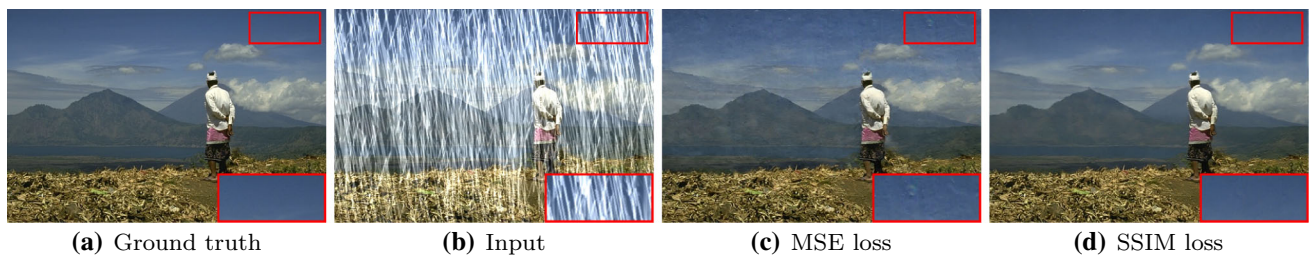 (a) Ground truth
(b) Input
(c) MSE loss
(d) SSIM loss